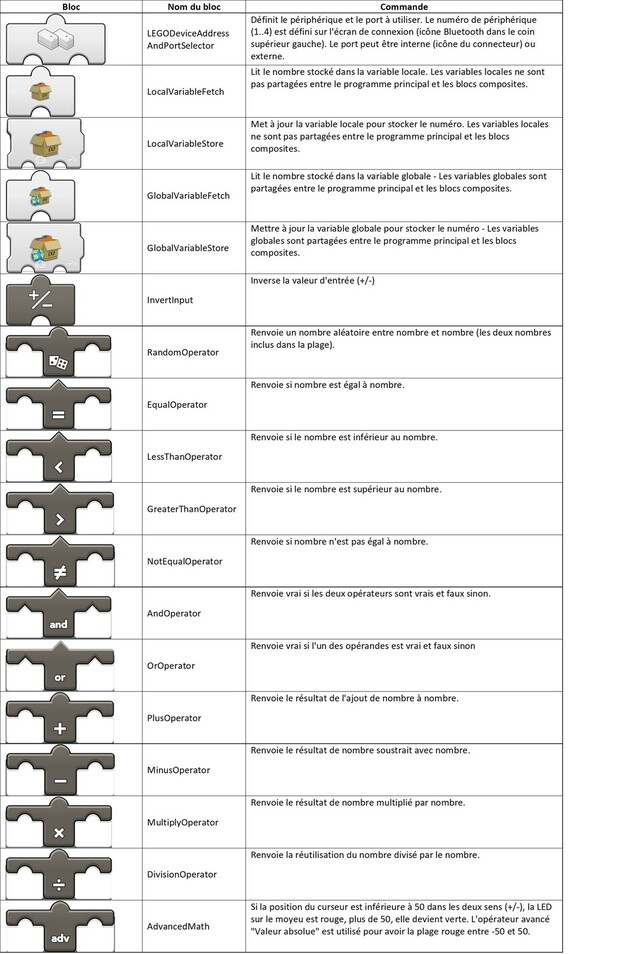 Bloc Nom du bloc Commande
LEGODeviceAddress
AndPortSelector
Définit le périphérique et le port à utiliser. Le numéro de périphérique
(1..4) est défini sur l'écran de connexion (icône Bluetooth dans le coin
supérieur gauche). Le port peut être interne (icône du connecteur) ou
externe.
LocalVariableFetch
Lit le nombre stocké dans la variable locale. Les variables locales ne sont
pas partagées entre le programme principal et les blocs composites.
LocalVariableStore
Met à jour la variable locale pour stocker le numéro. Les variables locales
ne sont pas partagées entre le programme principal et les blocs
composites.
GlobalVariableFetch
Lit le nombre stocké dans la variable globale - Les variables globales sont
partagées entre le programme principal et les blocs composites.
GlobalVariableStore
Mettre à jour la variable globale pour stocker le numéro - Les variables
globales sont partagées entre le programme principal et les blocs
composites.
+/−
InvertInput
Inverse la valeur d'entrée (+/-)
RandomOperator
Renvoie un nombre aléatoire entre nombre et nombre (les deux nombres
inclus dans la plage).
=
EqualOperator
Renvoie si nombre est égal à nombre.
<
LessThanOperator
Renvoie si le nombre est inférieur au nombre.
>
GreaterThanOperator
Renvoie si le nombre est supérieur au nombre.
≠
NotEqualOperator
Renvoie si nombre n'est pas égal à nombre.
and
AndOperator
Renvoie vrai si les deux opérateurs sont vrais et faux sinon.
or
OrOperator
Renvoie vrai si l'un des opérandes est vrai et faux sinon
+
PlusOperator
Renvoie le résultat de l'ajout de nombre à nombre.
−
MinusOperator
Renvoie le résultat de nombre soustrait avec nombre.
×
MultiplyOperator
Renvoie le résultat de nombre multiplié par nombre.
÷
DivisionOperator
Renvoie la réutilisation du nombre divisé par le nombre.
adv
AdvancedMath
Si la position du curseur est inférieure à 50 dans les deux sens (+/-), la LED
sur le moyeu est rouge, plus de 50, elle devient verte. L'opérateur avancé
"Valeur absolue" est utilisé pour avoir la plage rouge entre -50 et 50.